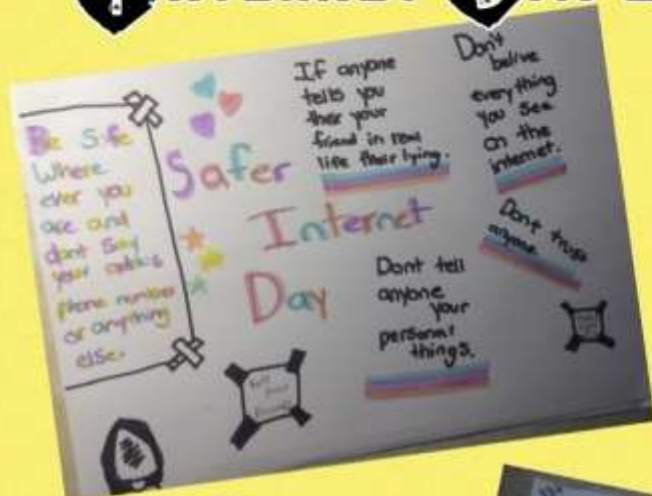 Be Safe
Where
ever you
are and
dont Say
your
phone number
or anything
else.
Safer
Internet
Day
If anyone
tells you
ther your
friend in real
life their lying.
Dont
belive
everything
you See
on the
internet.
Dont trust
anyone.
Dont tell
anyone
your
personal
things.